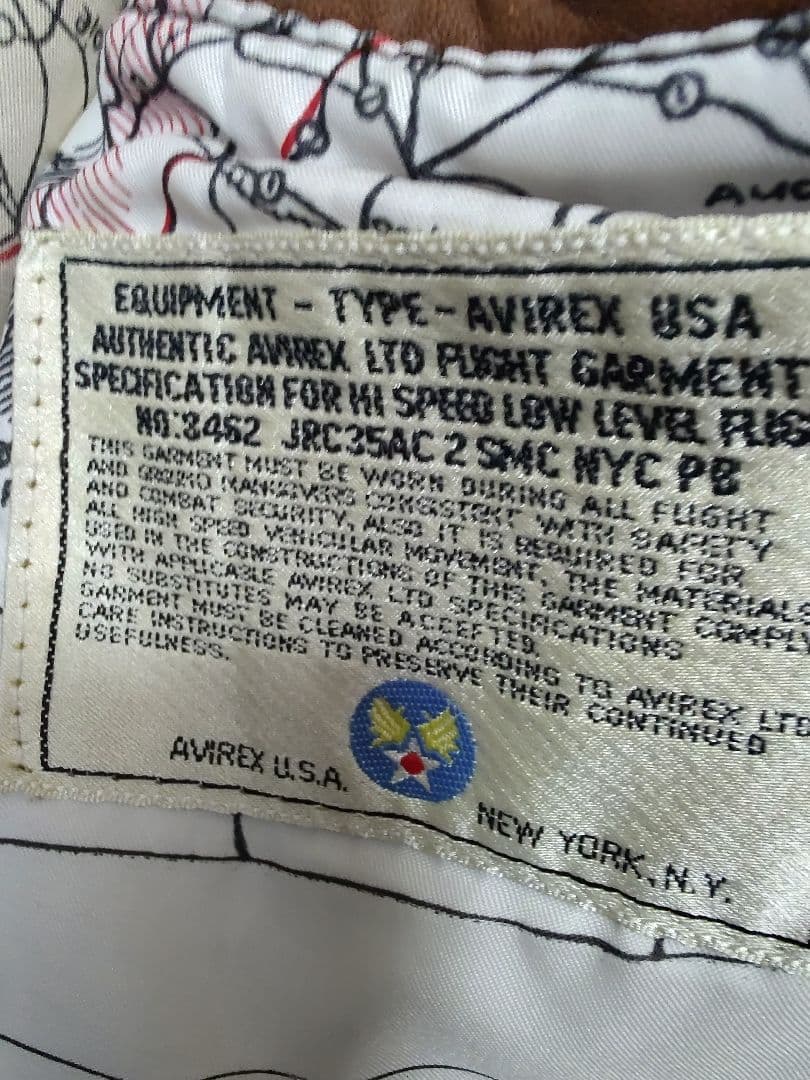 EQUIPMENT - TYPE - AVIREX USA
AUTHENTIC AVIREX LTD FLIGHT GARMENT
SPECIFICATION FOR HI SPEED LOW LEVEL FLIG
NO:3462 JRC35AC 2 SMC NYC PB
THIS GARMENT MUST BE WORN DURING ALL FLIGHT
AND GROUND MANEUVERS CONSISTENT WITH SAFETY
AND COMBAT SECURITY, ALSO IT IS REQUIRED FOR
ALL HIGH SPEED VEHICULAR MOVEMENT, THE MATERIALS
USED IN THE CONSTRUCTIONS OF THIS GARMENT COMPLY
WITH APPLICABLE AVIREX LTD SPECIFICATIONS
NO SUBSTITUTES MAY BE ACCEPTED.
GARMENT MUST BE CLEANED ACCORDING TO AVIREX LTD
CARE INSTRUCTIONS TO PRESERVE THEIR CONTINUED
USEFULNESS.
AVIREX U.S.A.
NEW YORK, N.Y.